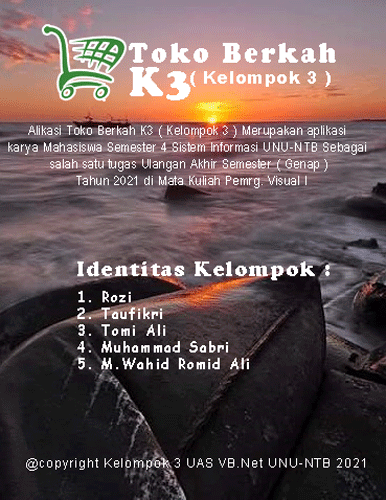 Toko Berkah
K3 ( Kelompok 3 )
Alikasi Toko Berkah K3 ( Kelompok 3 ) Merupakan aplikasi
karya Mahasiswa Semester 4 Sistem Informasi UNU-NTB Sebagai
salah satu tugas Ulangan Akhir Semester ( Genap )
Tahun 2021 di Mata Kuliah Pemrg. Visual I
Identitas Kelompok :
1. Rozi
2. Taufikri
3. Tomi Ali
4. Muhammad Sabri
5. M.Wahid Romid Ali
@copyright Kelompok 3 UAS VB.Net UNU-NTB 2021